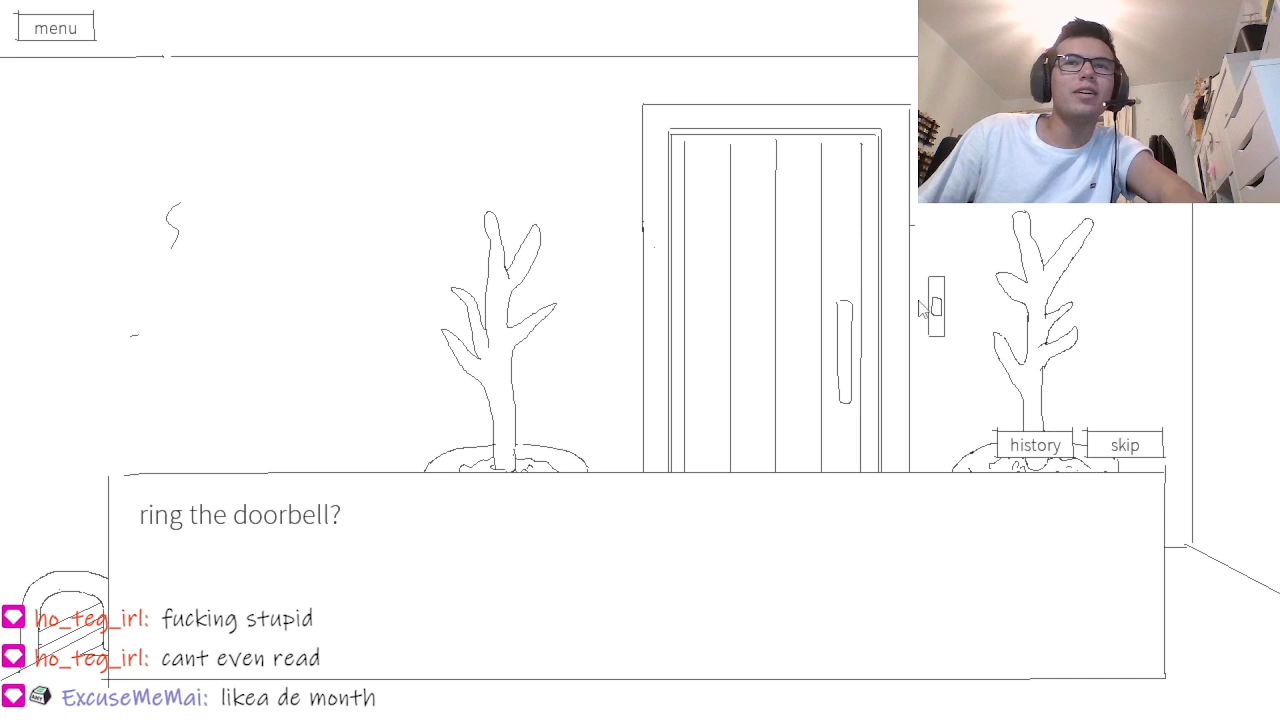 menu
history
skip
ring the doorbell?
ho_teg_irl: fucking stupid
ho_teg_irl: cant even read
ExcuseMeMai: likea de month